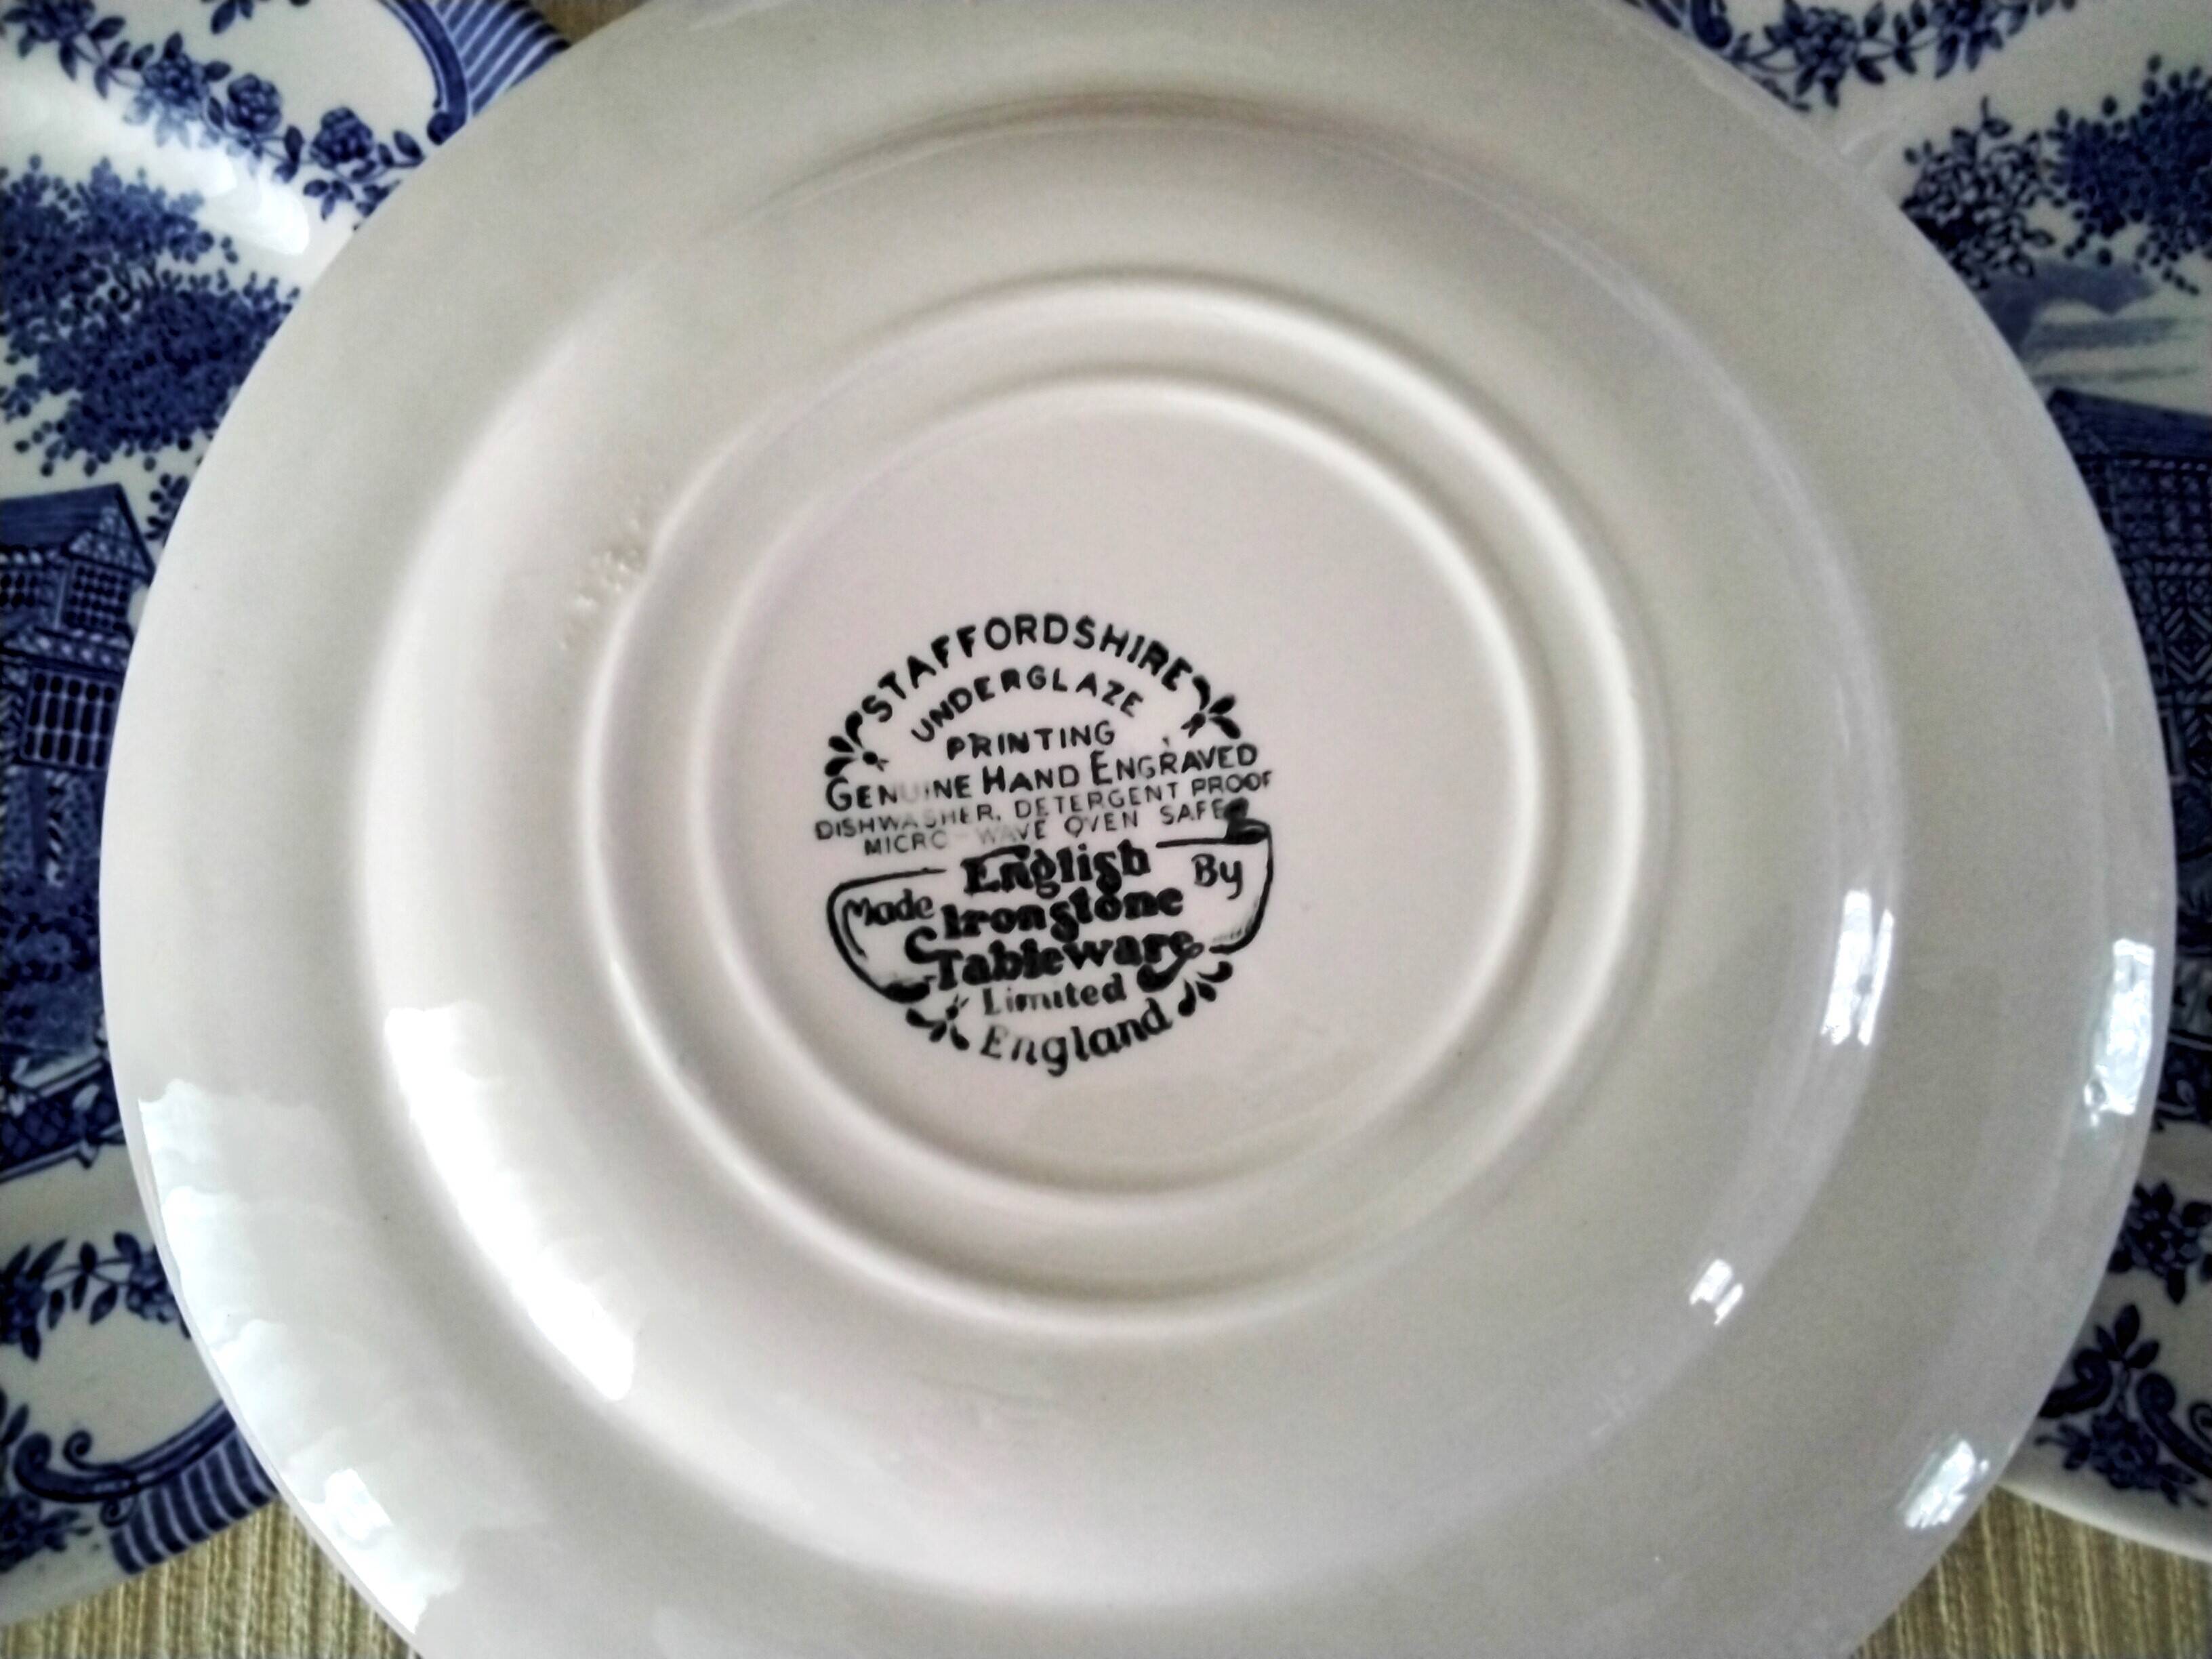 STAFFORDSHIRE
UNDERGLAZE
PRINTING
GENUINE HAND ENGRAVED
DISHWASHER, DETERGENT PROOF
MICRO-WAVE OVEN SAFE
Made English By
Ironstone
Tableware
Limited
England